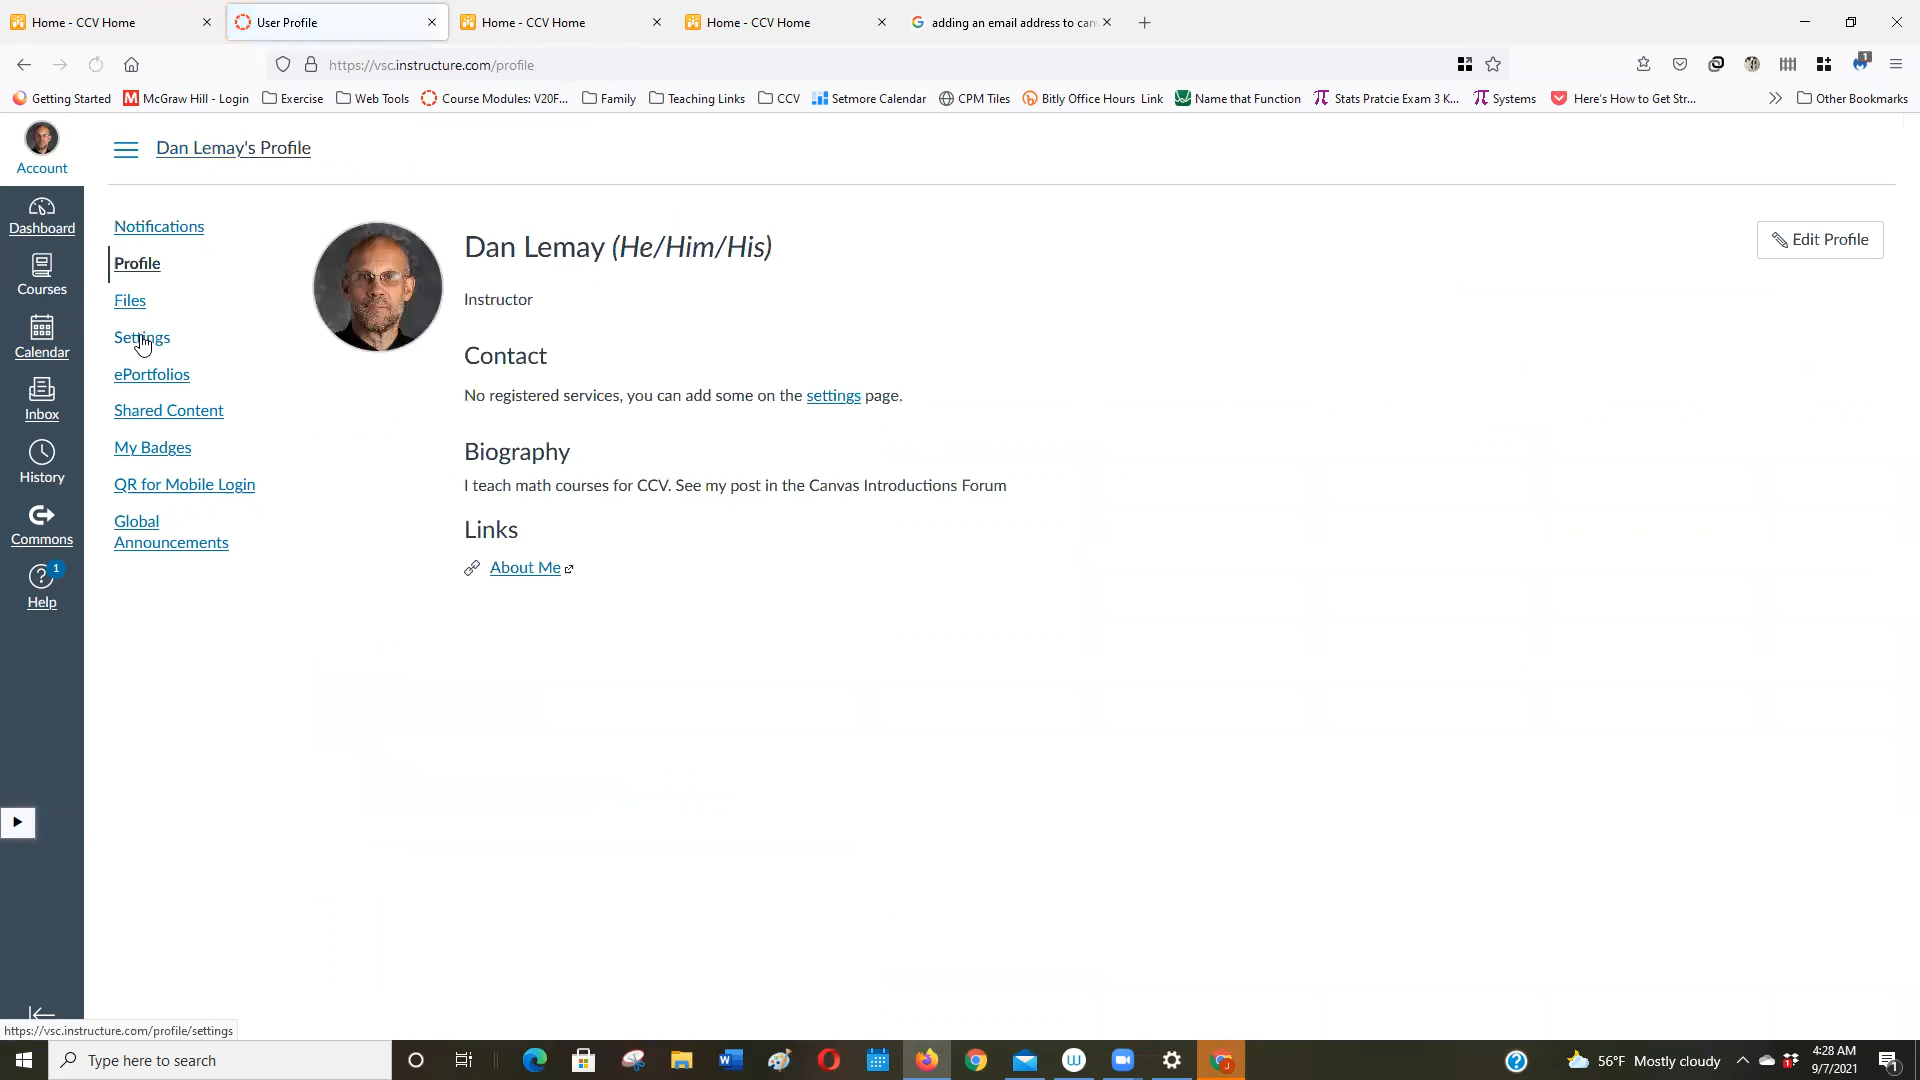 Home - CCV Home
User Profile
Home - CCV Home
Home - CCV Home
adding an email address to can
https://vsc.instructure.com/profile
1
Getting Started
McGraw Hill - Login
Exercise
Web Tools
Course Modules: V20F...
Family
Teaching Links
CCV
Setmore Calendar
CPM Tiles
Bitly Office Hours Link
Name that Function
Stats Pratcie Exam 3 K...
Systems
Here's How to Get Str...
Other Bookmarks
Account
Dashboard
Courses
Calendar
Inbox
History
Commons
1
Help
Dan Lemay's Profile
Notifications
Profile
Files
Settings
ePortfolios
Shared Content
My Badges
QR for Mobile Login
Global
Announcements
Dan Lemay (He/Him/His)
Edit Profile
Instructor
Contact
No registered services, you can add some on the settings page.
Biography
I teach math courses for CCV. See my post in the Canvas Introductions Forum
Links
About Me
https://vsc.instructure.com/profile/settings
Type here to search
56°F Mostly cloudy
4:28 AM
9/7/2021